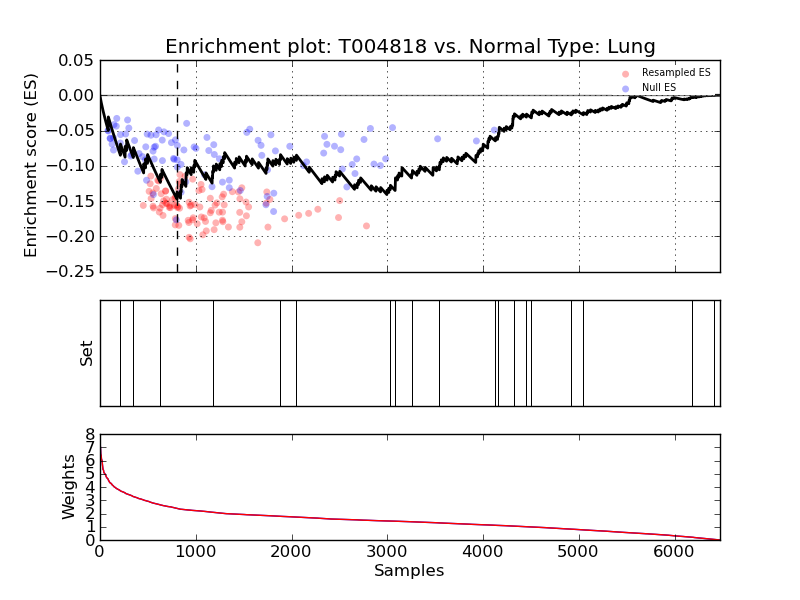 Enrichment plot: T004818 vs. Normal Type: Lung
Enrichment score (ES)
0.05
0.00
−0.05
−0.10
−0.15
−0.20
−0.25
Resampled ES
Null ES
Set
Weights
8
7
6
5
4
3
2
1
0
0 1000 2000 3000 4000 5000 6000
Samples